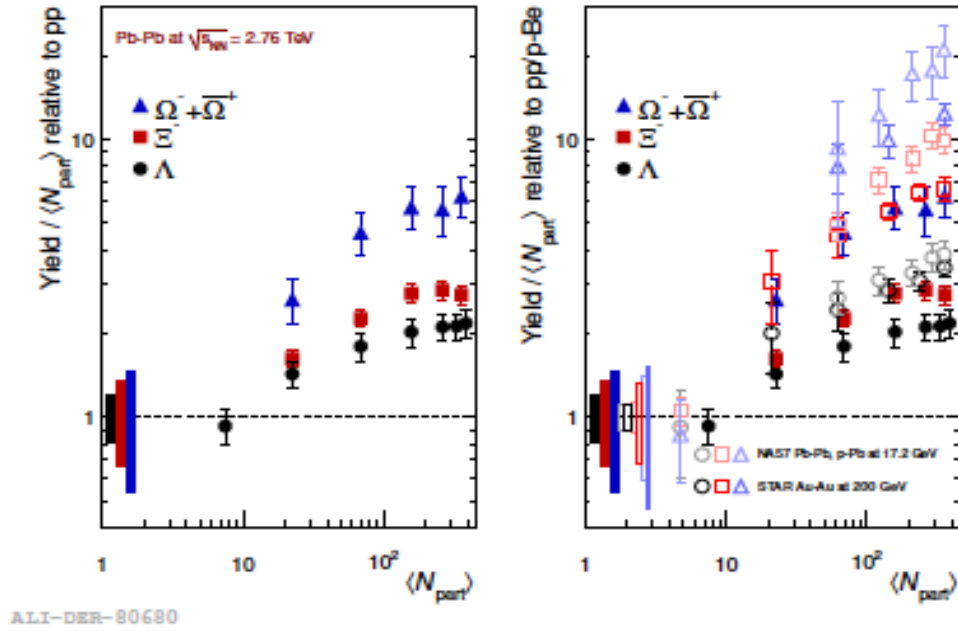 Pb-Pb at √sNN = 2.76 TeV
Yield / ⟨Npart⟩ relative to pp
Ω⁻+Ω̅⁺
Ξ⁻
Λ
10
1
1
10
10²
⟨Npart⟩
Yield / ⟨Npart⟩ relative to pp/p-Be
Ω⁻+Ω̅⁺
Ξ⁻
Λ
10
1
NA57 Pb-Pb, p-Pb at 17.2 GeV
STAR Au-Au at 200 GeV
1
10
10²
⟨Npart⟩
ALI-DER-80680